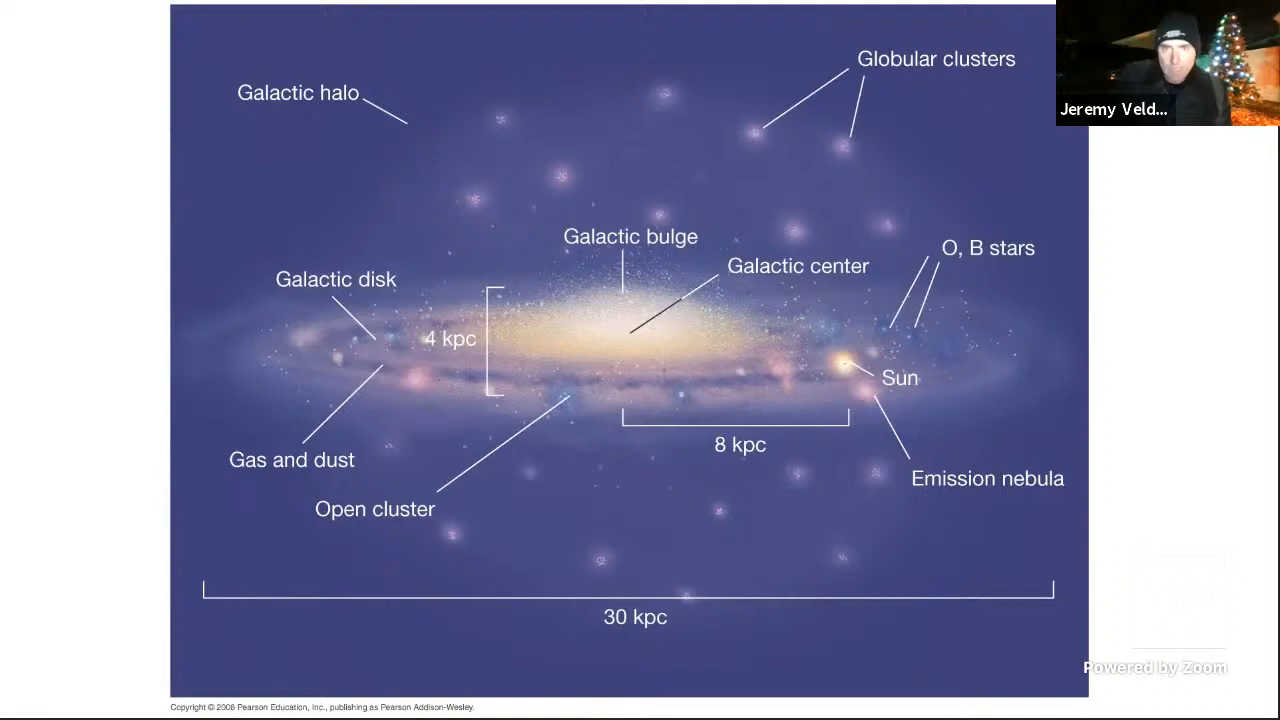 Globular clusters
Galactic halo
Jeremy Veld...
Galactic bulge
O, B stars
Galactic center
Galactic disk
4 kpc
Sun
8 kpc
Gas and dust
Emission nebula
Open cluster
30 kpc
Powered by Zoom
Copyright © 2008 Pearson Education, Inc., publishing as Pearson Addison-Wesley.